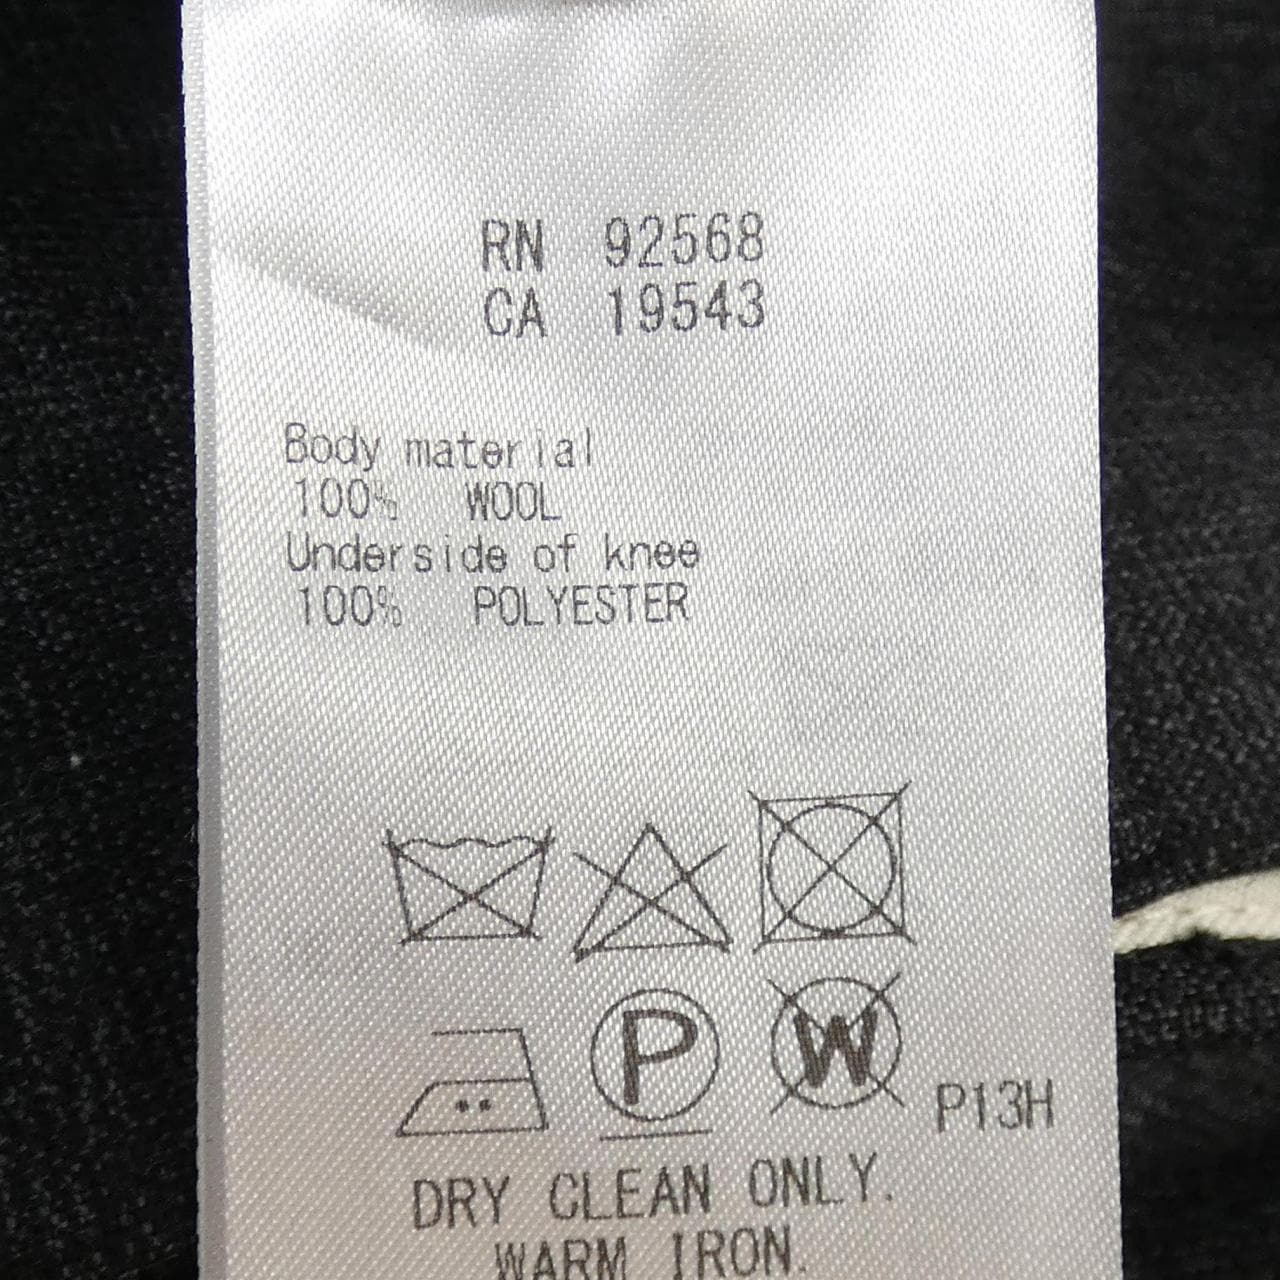 RN 92568
CA 19543
Body material
100% WOOL
Underside of knee
100% POLYESTER
P W P13H
DRY CLEAN ONLY.
WARM IRON.